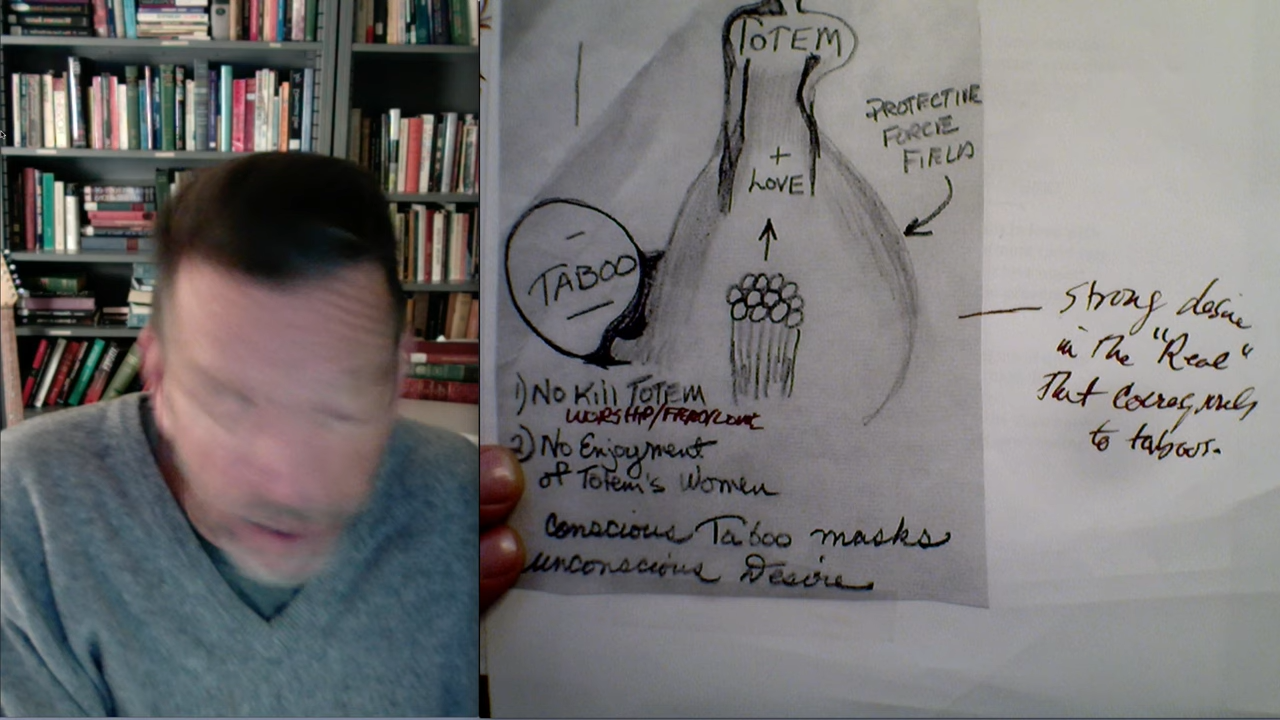 TOTEM
+
LOVE
PROTECTIVE
FORCE
FIELD
-
TABOO
1) No Kill TOTEM
WORSHIP/FEAR/LOVE
2) No Enjoyment
of Totem's Women
Conscious Taboo masks
unconscious Desire
Strong desire
in the "Real"
That
to taboos.